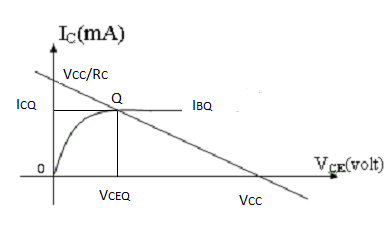 IC(mA)
VCC/RC
ICQ
Q
IBQ
0
VCE(volt)
VCEQ
VCC